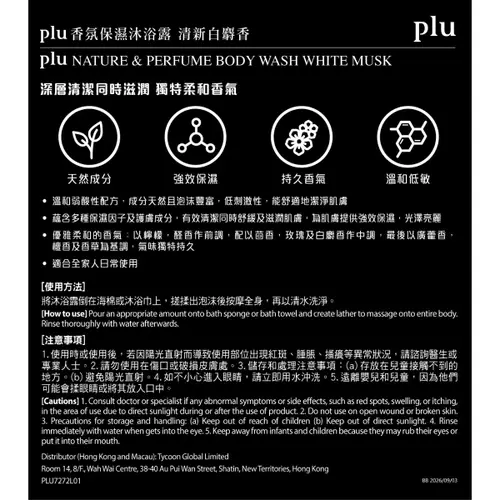 plu 香氛保濕沐浴露 清新白麝香
plu
plu NATURE & PERFUME BODY WASH WHITE MUSK
深層清潔同時滋潤 獨特柔和香氣
天然成分
強效保濕
持久香氣
溫和低敏
• 溫和弱酸性配方，成分天然且泡沫豐富，低刺激性，能舒適地潔淨肌膚
• 蘊含多種保濕因子及護膚成分，有效清潔同時舒緩及滋潤肌膚，為肌膚提供強效保濕，光澤亮麗
• 優雅柔和的香氣：以檸檬，醛香作前調，配以茴香，玫瑰及白麝香作中調，最後以廣藿香，
檀香及香草為基調，氣味獨特持久
• 適合全家人日常使用
[使用方法]
將沐浴露倒在海綿或沐浴巾上，搓揉出泡沫後按摩全身，再以清水洗淨。
[How to use] Pour an appropriate amount onto bath sponge or bath towel and create lather to massage onto entire body.
Rinse thoroughly with water afterwards.
[注意事項]
1. 使用時或使用後，若因陽光直射而導致使用部位出現紅斑、腫脹、搔癢等異常狀況，請諮詢醫生或
專業人士。2. 請勿使用在傷口或破損皮膚處。3. 儲存和處理注意事項：(a) 存放在兒童接觸不到的
地方。(b) 避免陽光直射。4. 如不小心進入眼睛，請立即用水沖洗。5. 遠離嬰兒和兒童，因為他們
可能會揉眼睛或將其放入口中。
[Cautions] 1. Consult doctor or specialist if any abnormal symptoms or side effects, such as red spots, swelling, or itching,
in the area of use due to direct sunlight during or after the use of product. 2. Do not use on open wound or broken skin.
3. Precautions for storage and handling: (a) Keep out of reach of children (b) Keep out of direct sunlight. 4. Rinse
immediately with water when gets into the eye. 5. Keep away from infants and children because they may rub their eyes or
put it into their mouth.
Distributor (Hong Kong and Macau): Tycoon Global Limited
Room 14, 8/F., Wah Wai Centre, 38-40 Au Pui Wan Street, Shatin, New Territories, Hong Kong
PLU7272L01
BB 2026/09/13